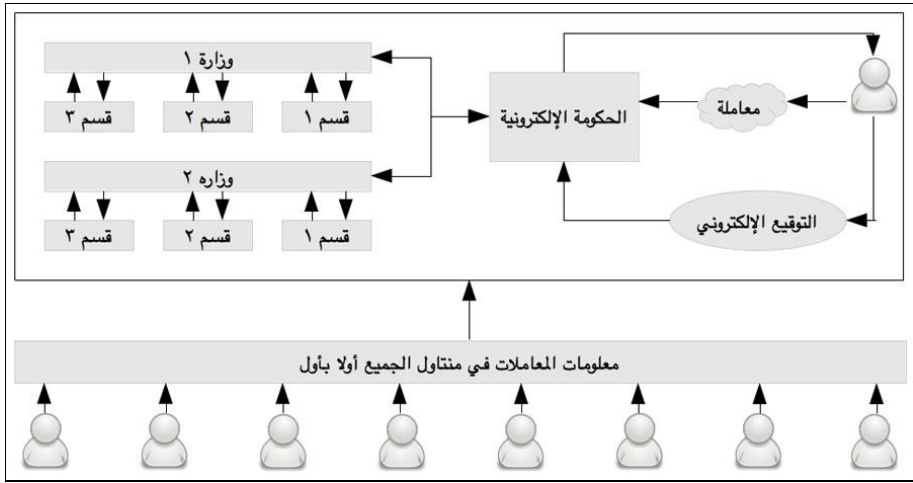 وزارة ١
قسم ١
قسم ٢
قسم ٣
الحكومة الإلكترونية
معاملة
وزاره ٢
قسم ١
قسم ٢
قسم ٣
التوقيع الإلكتروني
معلومات المعاملات في منتاول الجميع أولا بأول